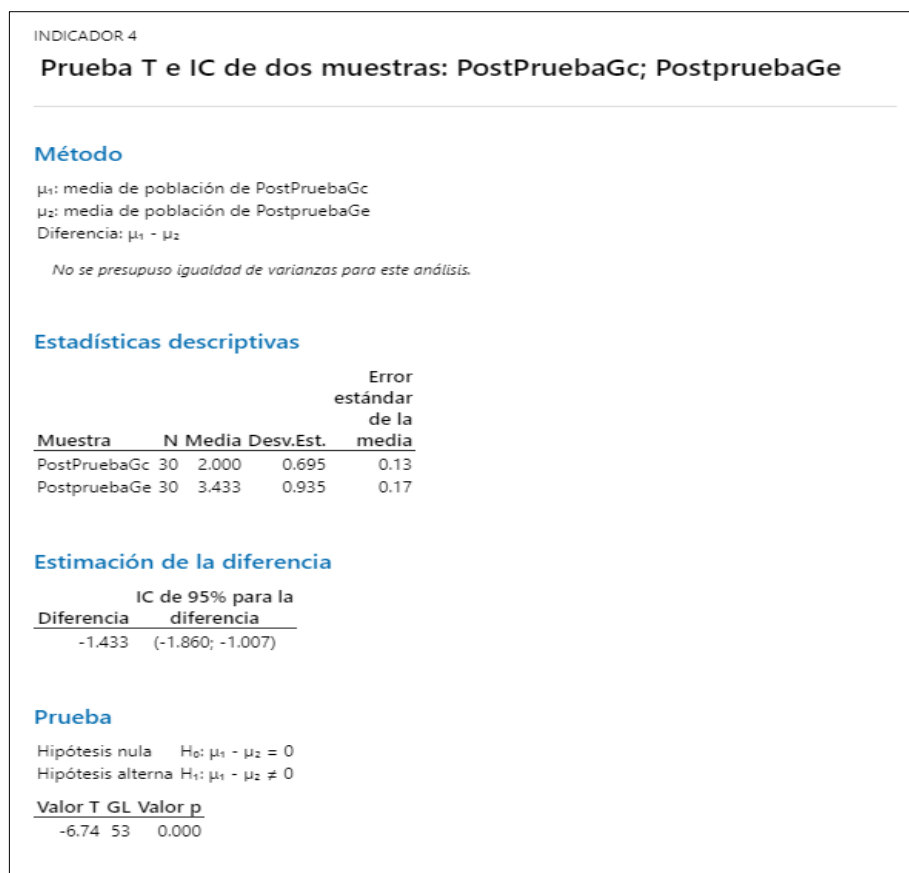 INDICADOR 4
Prueba T e IC de dos muestras: PostPruebaGc; PostpruebaGe
Método
µ₁: media de población de PostPruebaGc
µ₂: media de población de PostpruebaGe
Diferencia: µ₁ - µ₂
No se presupuso igualdad de varianzas para este análisis.
Estadísticas descriptivas
Error
estándar
de la
Muestra N Media Desv.Est. media
PostPruebaGc 30 2.000 0.695 0.13
PostpruebaGe 30 3.433 0.935 0.17
Estimación de la diferencia
IC de 95% para la
Diferencia diferencia
-1.433 (-1.860; -1.007)
Prueba
Hipótesis nula H₀: µ₁ - µ₂ = 0
Hipótesis alterna H₁: µ₁ - µ₂ ≠ 0
Valor T GL Valor p
-6.74 53 0.000